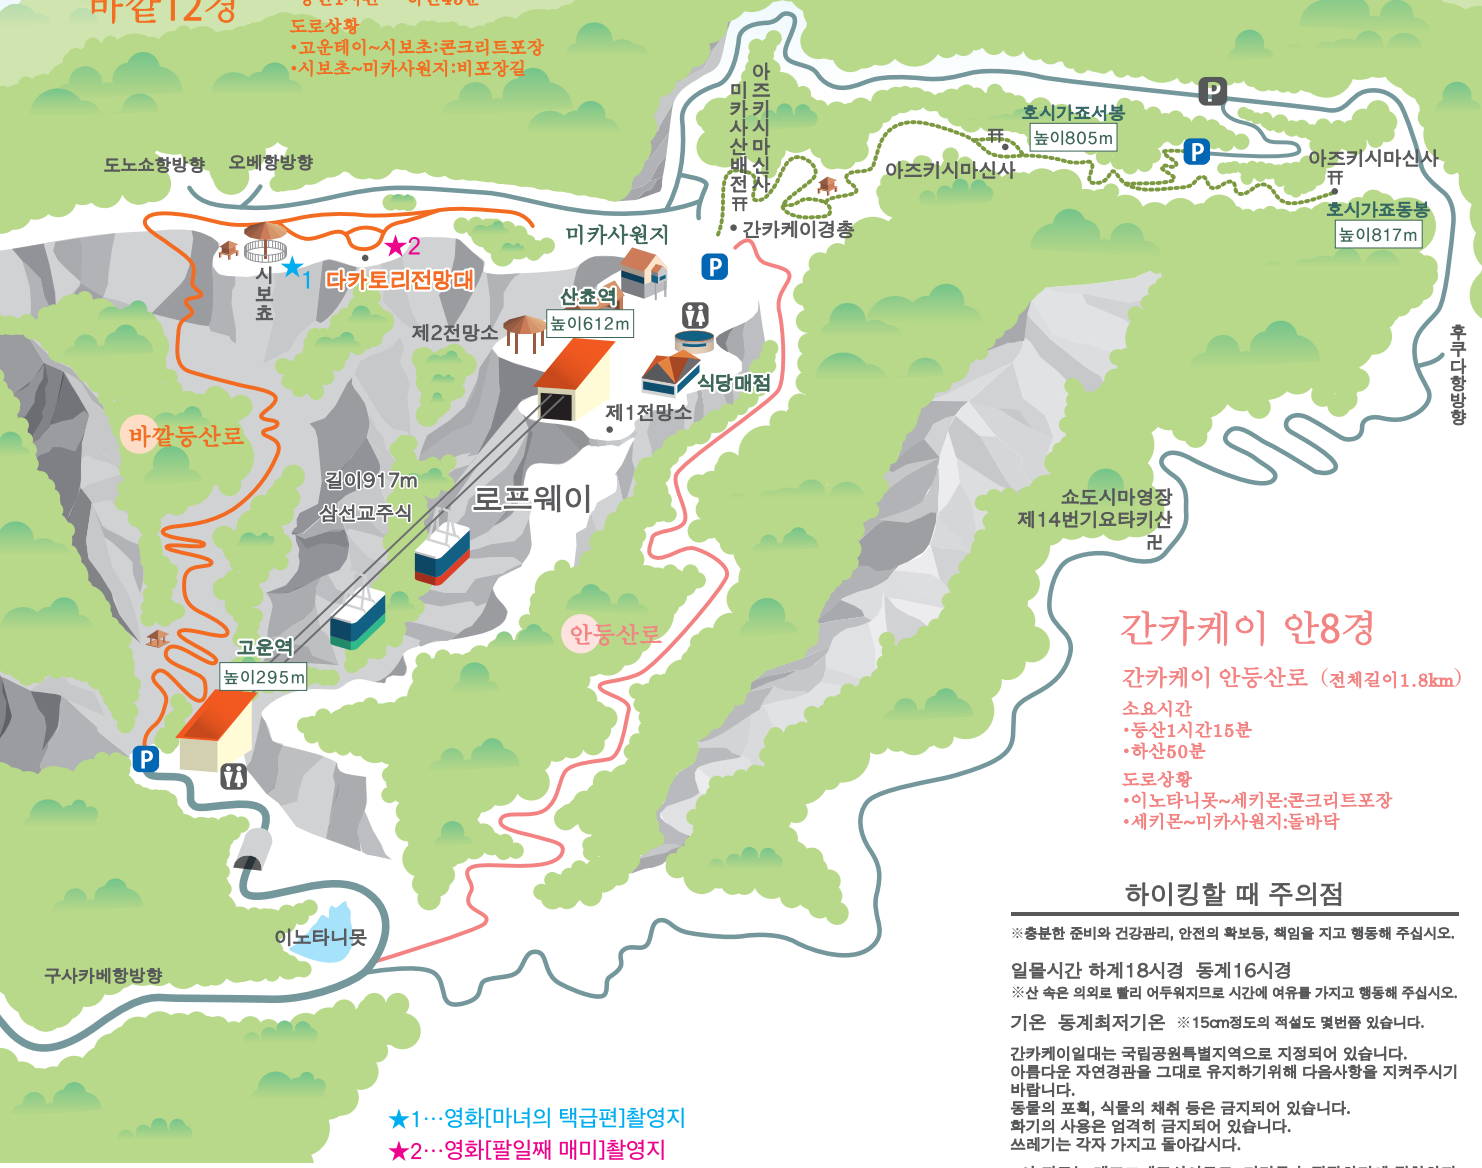 바깥12경
도로상황
•고운테이~시보쵸:콘크리트포장
•시보쵸~미카사원지:비포장길
도노쇼항방향
오베항방향
아즈키시마신사
미카사산배전
호시가죠서봉
높이805m
P
P
아즈키시마신사
아즈키시마신사
호시가죠동봉
높이817m
간카케이경총
미카사원지
P
★2
★1
시보쵸
다카토리전망대
산쵸역
높이612m
제2전망소
식당매점
제1전망소
후쿠다항방향
바깥등산로
길이917m
삼선교주식
로프웨이
쇼도시마영장
제14번기요타키산
卍
안등산로
고운역
높이295m
P
간카케이 안8경
간카케이 안등산로 (전체길이1.8km)
소요시간
•등산1시간15분
•하산50분
도로상황
•이노타니못~세키몬:콘크리트포장
•세키몬~미카사원지:돌바닥
이노타니못
구사카베항방향
하이킹할 때 주의점
※충분한 준비와 건강관리, 안전의 확보등, 책임을 지고 행동해 주십시오.
일몰시간 하계18시경 동계16시경
※산 속은 의외로 빨리 어두워지므로 시간에 여유를 가지고 행동해 주십시오.
기온 동계최저기온 ※15cm정도의 적설도 몇번쯤 있습니다.
간카케이일대는 국립공원특별지역으로 지정되어 있습니다.
아름다운 자연경관을 그대로 유지하기위해 다음사항을 지켜주시기
바랍니다.
동물의 포획, 식물의 채취 등은 금지되어 있습니다.
화기의 사용은 엄격히 금지되어 있습니다.
쓰레기는 각자 가지고 돌아갑시다.
★1…영화[마녀의 택급편]촬영지
★2…영화[팔일째 매미]촬영지